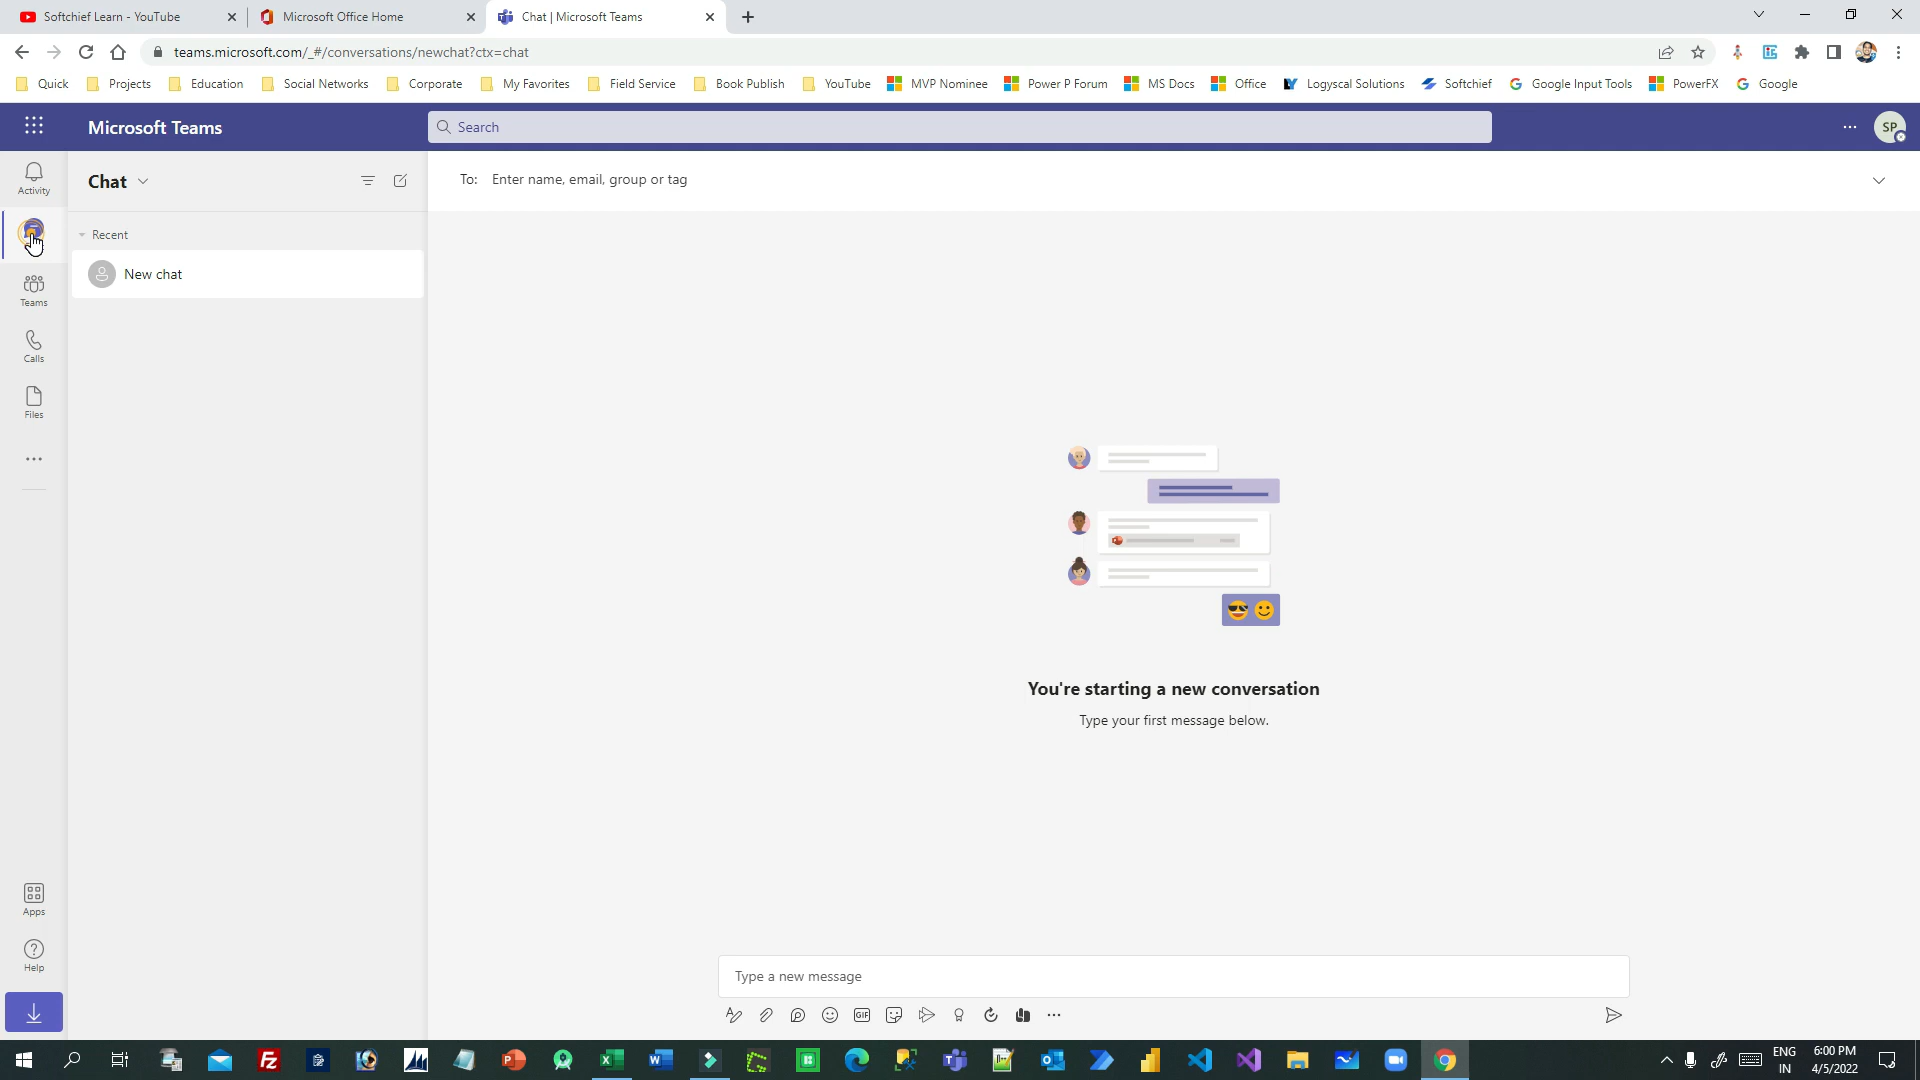 Softchief Learn - YouTube
Microsoft Office Home
Chat | Microsoft Teams
teams.microsoft.com/_#/conversations/newchat?ctx=chat
Quick Projects Education Social Networks Corporate My Favorites Field Service Book Publish YouTube MVP Nominee Power P Forum MS Docs Office Logyscal Solutions Softchief Google Input Tools PowerFX Google
Microsoft Teams
Search
SP
Activity
Teams
Calls
Files
Apps
Help
Chat
Recent
New chat
To: Enter name, email, group or tag
You're starting a new conversation
Type your first message below.
Type a new message
GIF
ENG
IN
6:00 PM
4/5/2022